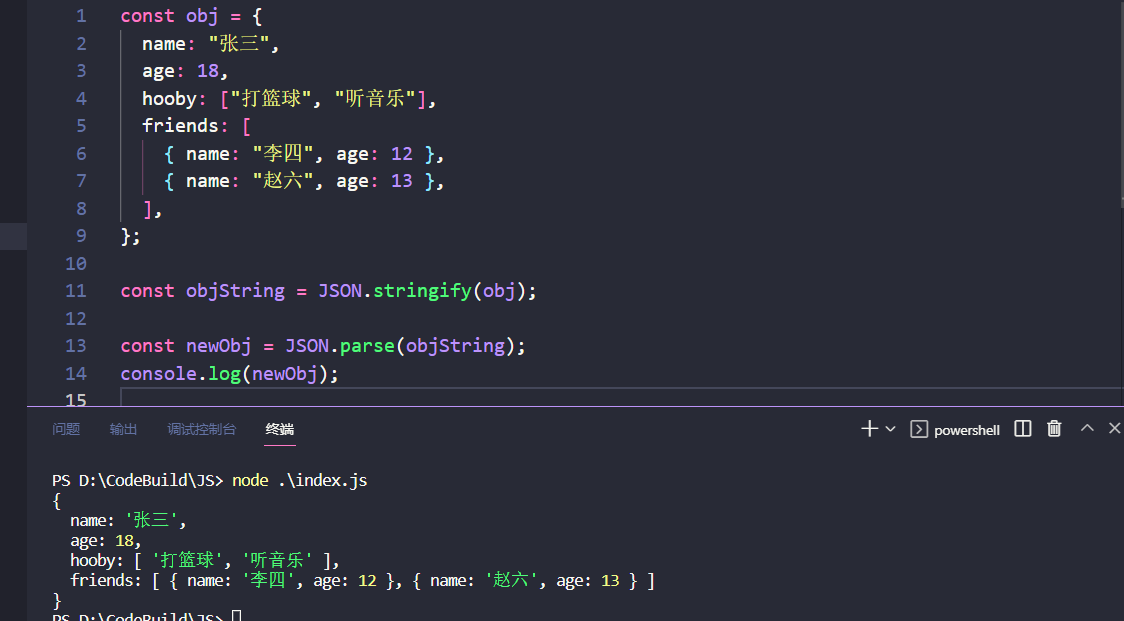 1 const obj = {
2 name: "张三",
3 age: 18,
4 hooby: ["打篮球", "听音乐"],
5 friends: [
6 { name: "李四", age: 12 },
7 { name: "赵六", age: 13 },
8 ],
9 };
10
11 const objString = JSON.stringify(obj);
12
13 const newObj = JSON.parse(objString);
14 console.log(newObj);
15
问题 输出 调试控制台 终端 powershell
PS D:\CodeBuild\JS> node .\index.js
{
name: '张三',
age: 18,
hooby: [ '打篮球', '听音乐' ],
friends: [ { name: '李四', age: 12 }, { name: '赵六', age: 13 } ]
}
PS D:\CodeBuild\JS>